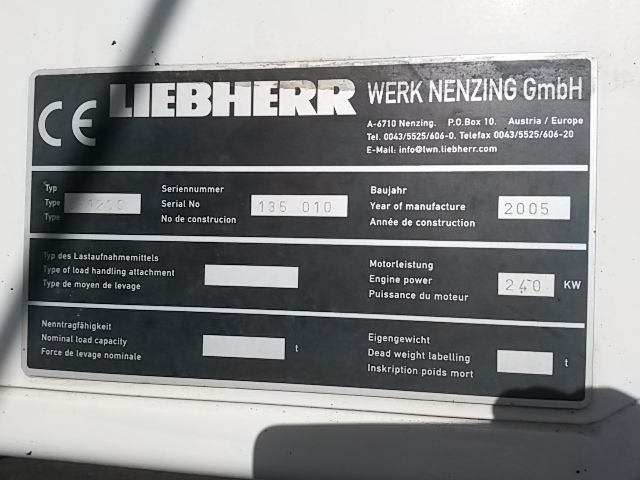 CE LIEBHERR WERK NENZING GmbH
A-6710 Nenzing. P.O.Box 10. Austria / Europe
Tel. 0043/5525/606-0. Telefax 0043/5525/606-20
E-Mail: info@lwn.liebherr.com
Typ
Type
Type
Seriennummer
Serial No 135 010
No de construcion
Baujahr
Year of manufacture 2005
Année de construction
Typ des Lastaufnahmemittels
Type of load handling attachment
Type de moyen de levage
Motorleistung
Engine power 240 KW
Puissance du moteur
Nenntragfähigkeit
Nominal load capacity t
Force de levage nominale
Eigengewicht
Dead weight labelling t
Inskription poids mort